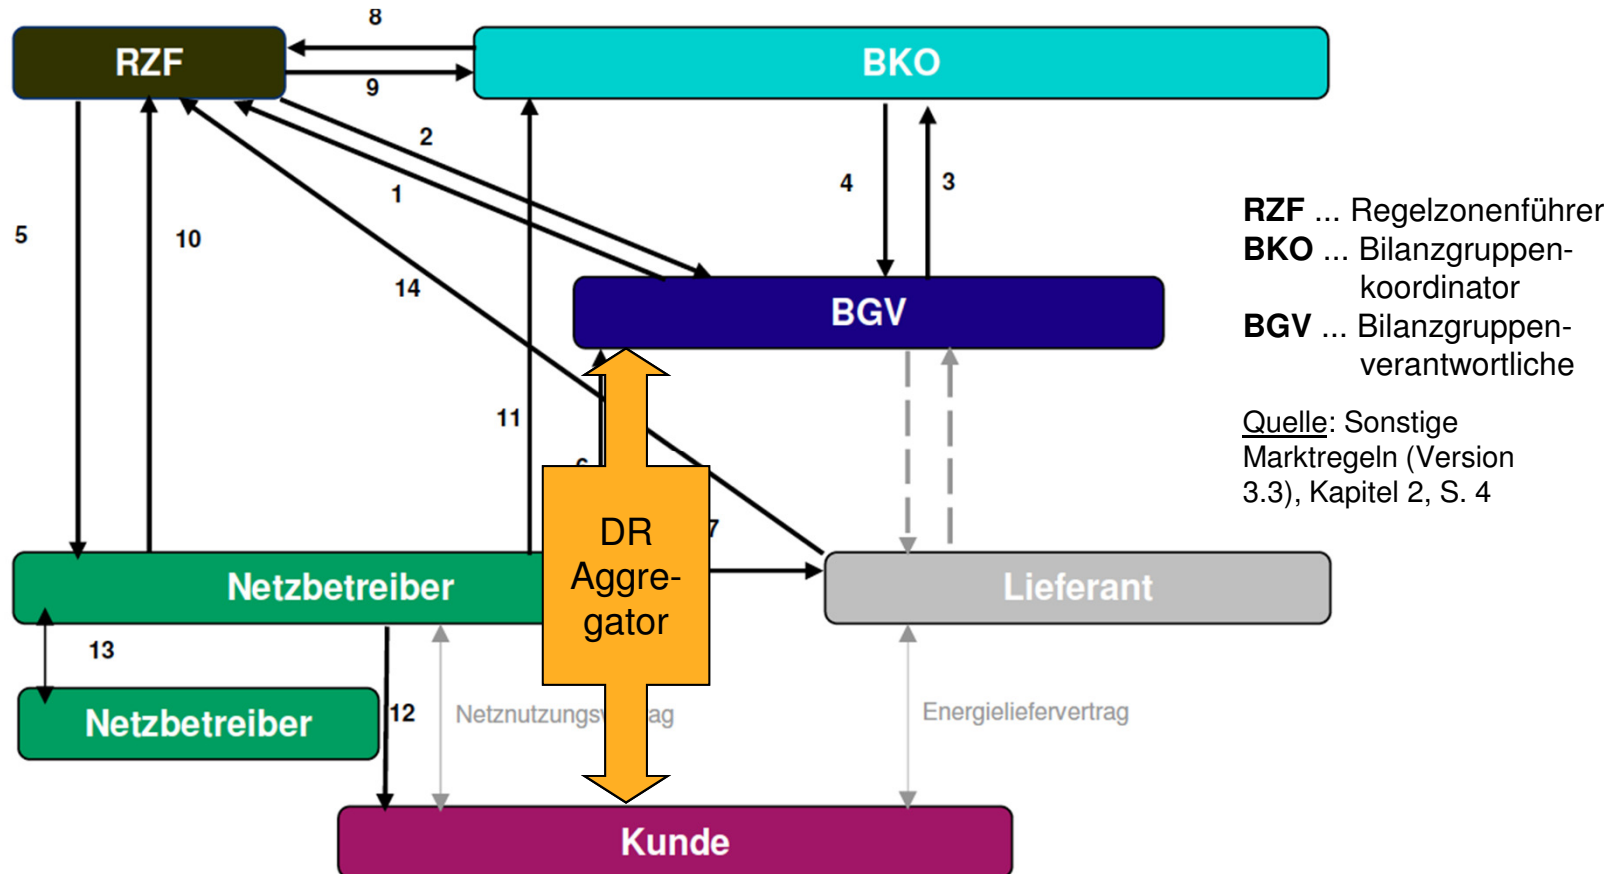 8
RZF
BKO
9
2
1
4
3
5
10
14
RZF ... Regelzonenführer
BKO ... Bilanzgruppen-
koordinator
BGV ... Bilanzgruppen-
verantwortliche
BGV
11
Quelle: Sonstige
Marktregeln (Version
3.3), Kapitel 2, S. 4
DR
Aggre-
gator
7
Netzbetreiber
Lieferant
13
Netzbetreiber
12
Energieliefervertrag
Kunde